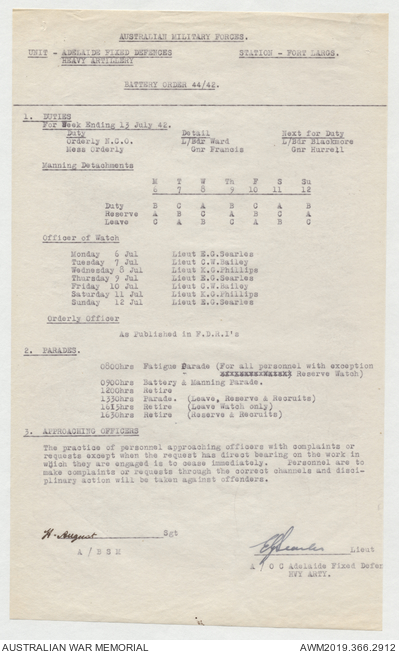 AUSTRALIAN MILITARY FORCES.
UNIT - ADELAIDE FIXED DEFENCES STATION - FORT LARGS.
HEAVY ARTILLERY
BATTERY ORDER 44/42.
1. DUTIES
For Week Ending 13 July 42.
Duty Detail Next for Duty
Orderly N.C.O. L/Bdr Ward L/Bdr Blackmore
Mess Orderly Gnr Francis Gnr Hurrell
Manning Detachments
M T W Th F S Su
6 7 8 9 10 11 12
Duty B C A B C A B
Reserve A B C A B C A
Leave C A B C A B C
Officer of Watch
Monday 6 Jul Lieut E.G.Searles
Tuesday 7 Jul Lieut C.W.Bailey
Wednesday 8 Jul Lieut K.G.Phillips
Thursday 9 Jul Lieut E.G.Searles
Friday 10 Jul Lieut C.W.Bailey
Saturday 11 Jul Lieut K.G.Phillips
Sunday 12 Jul Lieut E.G.Searles
Orderly Officer
As Published in F.D.R.I's
2. PARADES.
0800hrs Fatigue Parade (For all personnel with exception
Reserve Watch)
0900hrs Battery & Manning Parade.
1200hrs Retire
1330hrs Parade. (Leave, Reserve & Recruits)
1615hrs Retire (Leave Watch only)
1630hrs Retire (Reserve & Recruits)
3. APPROACHING OFFICERS
The practice of personnel approaching officers with complaints or
requests except when the request has direct bearing on the work in
which they are engaged is to cease immediately. Personnel are to
make complaints or requests through the correct channels and disci-
plinary action will be taken against offenders.
H. August Sgt
A / B S M
EGSearles Lieut
A / O C Adelaide Fixed Defen
HVY ARTY.
AUSTRALIAN WAR MEMORIAL AWM2019.366.2912